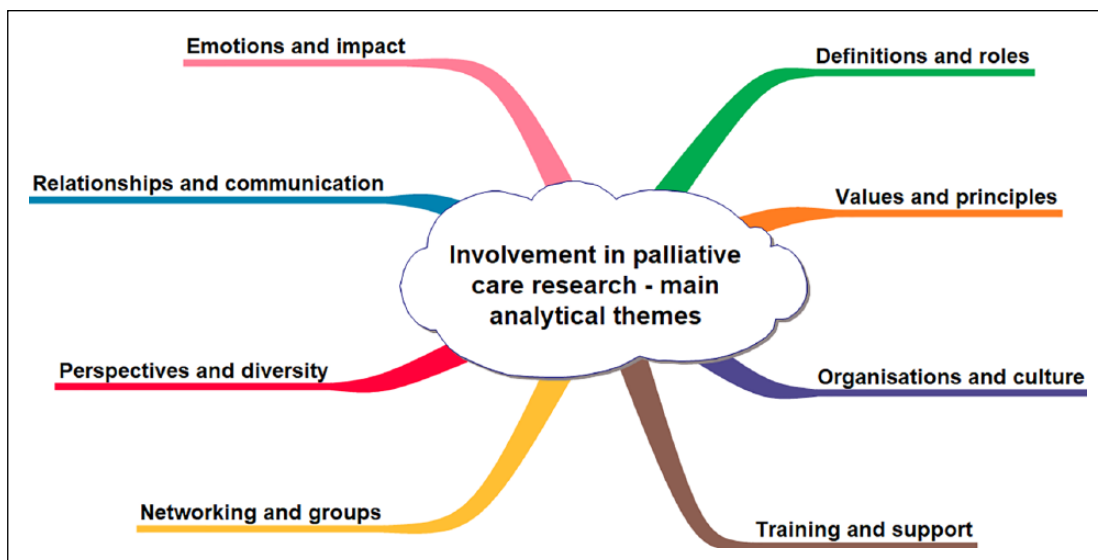 Emotions and impact
Definitions and roles
Relationships and communication
Values and principles
Involvement in palliative
care research - main
analytical themes
Perspectives and diversity
Organisations and culture
Networking and groups
Training and support